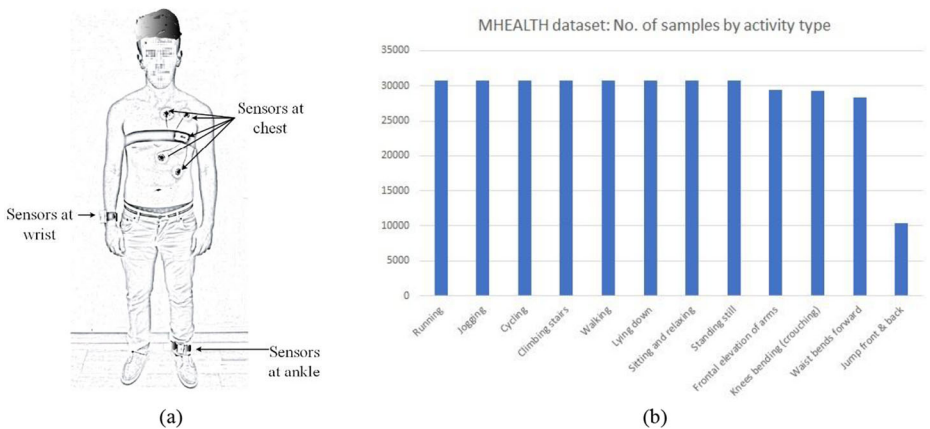 Sensors at
chest
Sensors at
wrist
Sensors
at ankle
(a)
MHEALTH dataset: No. of samples by activity type
35000
30000
25000
20000
15000
10000
5000
0
Running
Jogging
Cycling
Climbing stairs
Walking
Lying down
Sitting and relaxing
Standing still
Frontal elevation of arms
Knees bending (crouching)
Waist bends forward
Jump front & back
(b)